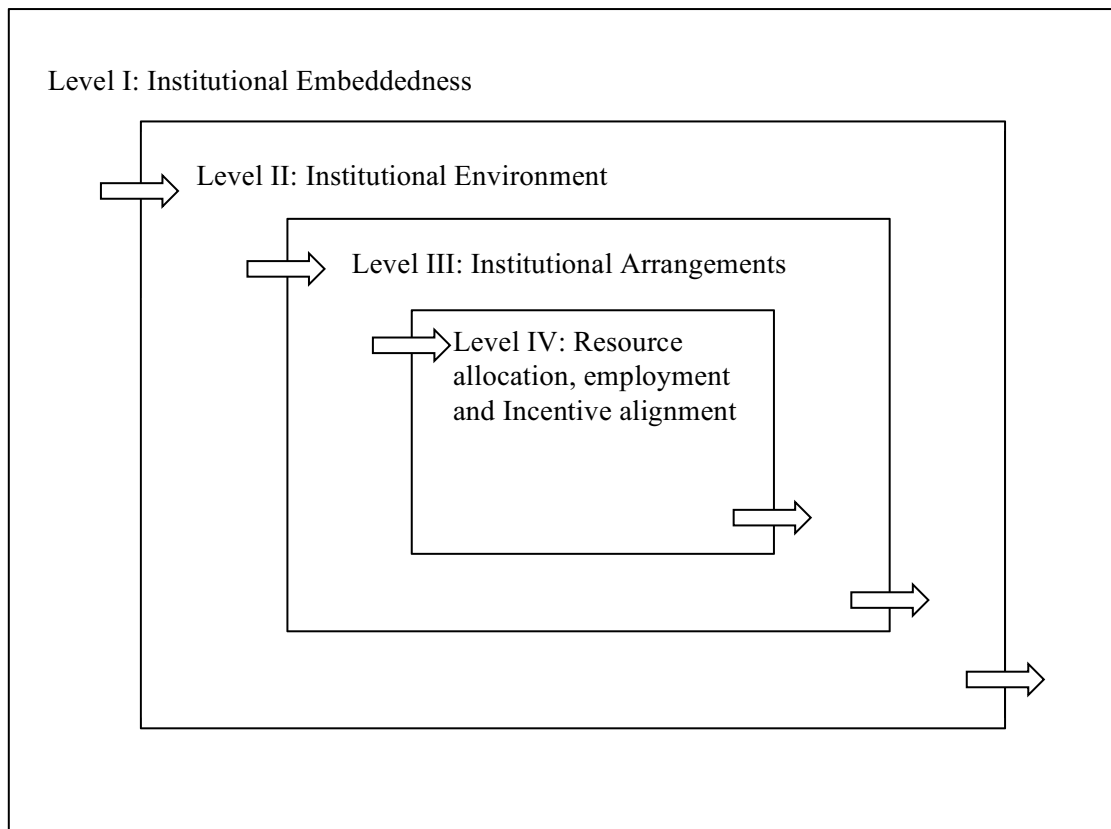 Level I: Institutional Embeddedness
Level II: Institutional Environment
Level III: Institutional Arrangements
Level IV: Resource
allocation, employment
and Incentive alignment